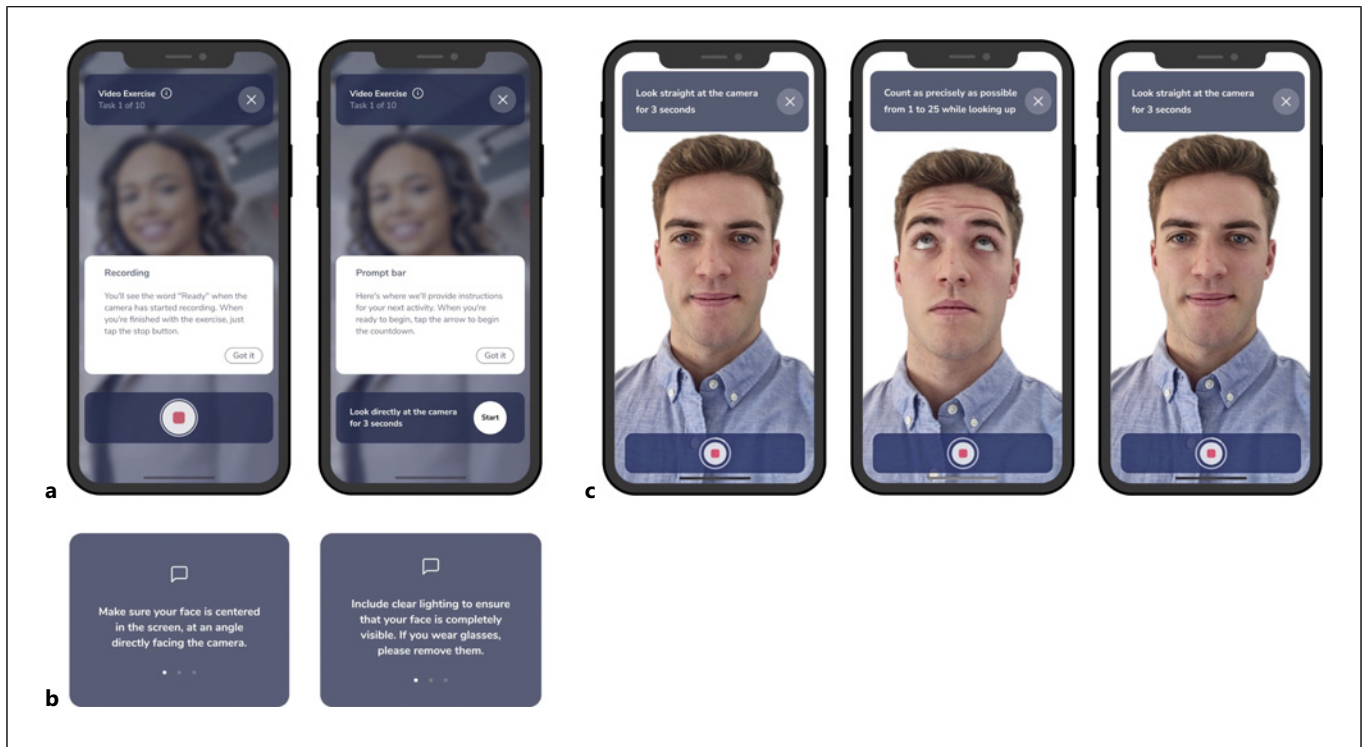 Video Exercise
Task 1 of 10
Recording
You'll see the word "Ready" when the
camera has started recording. When
you're finished with the exercise, just
tap the stop button.
Got it
Video Exercise
Task 1 of 10
Prompt bar
Here's where we'll provide instructions
for your next activity. When you're
ready to begin, tap the arrow to begin
the countdown.
Got it
Look directly at the camera
for 3 seconds
Start
a
Look straight at the camera
for 3 seconds
Count as precisely as possible
from 1 to 25 while looking up
Look straight at the camera
for 3 seconds
c
Make sure your face is centered
in the screen, at an angle
directly facing the camera.
Include clear lighting to ensure
that your face is completely
visible. If you wear glasses,
please remove them.
b